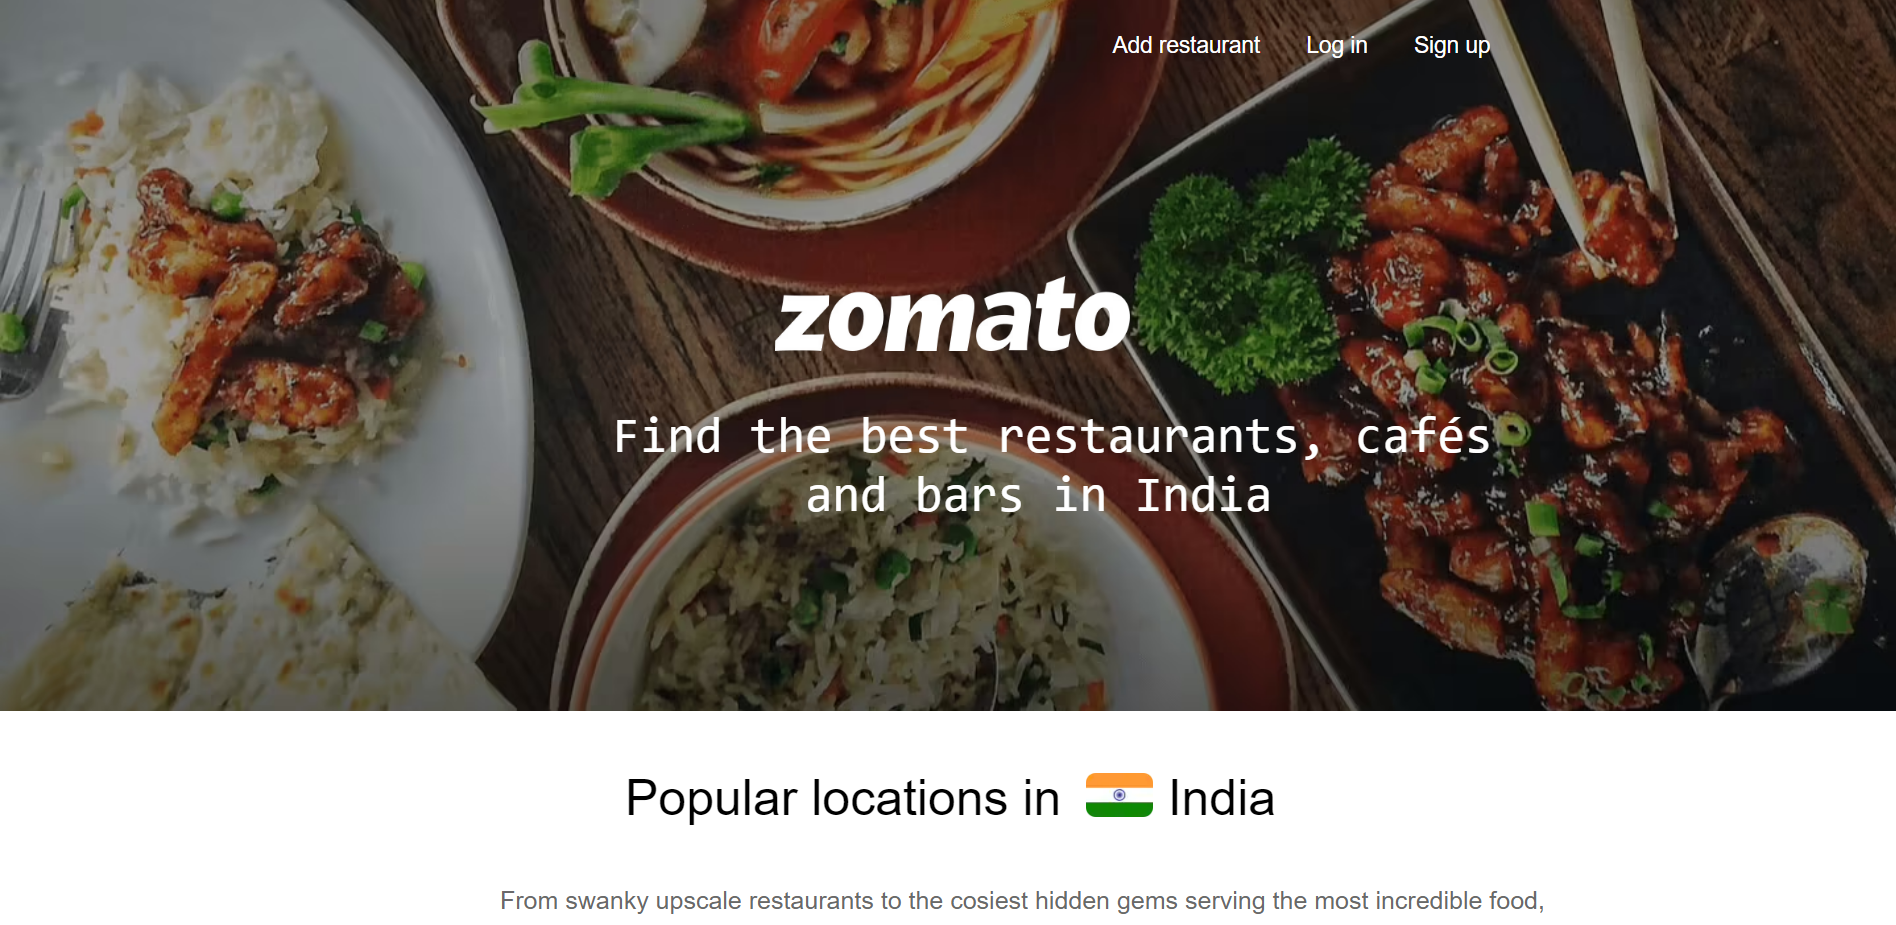 Add restaurant Log in Sign up
zomato
Find the best restaurants, cafés
and bars in India
Popular locations in India
From swanky upscale restaurants to the cosiest hidden gems serving the most incredible food,